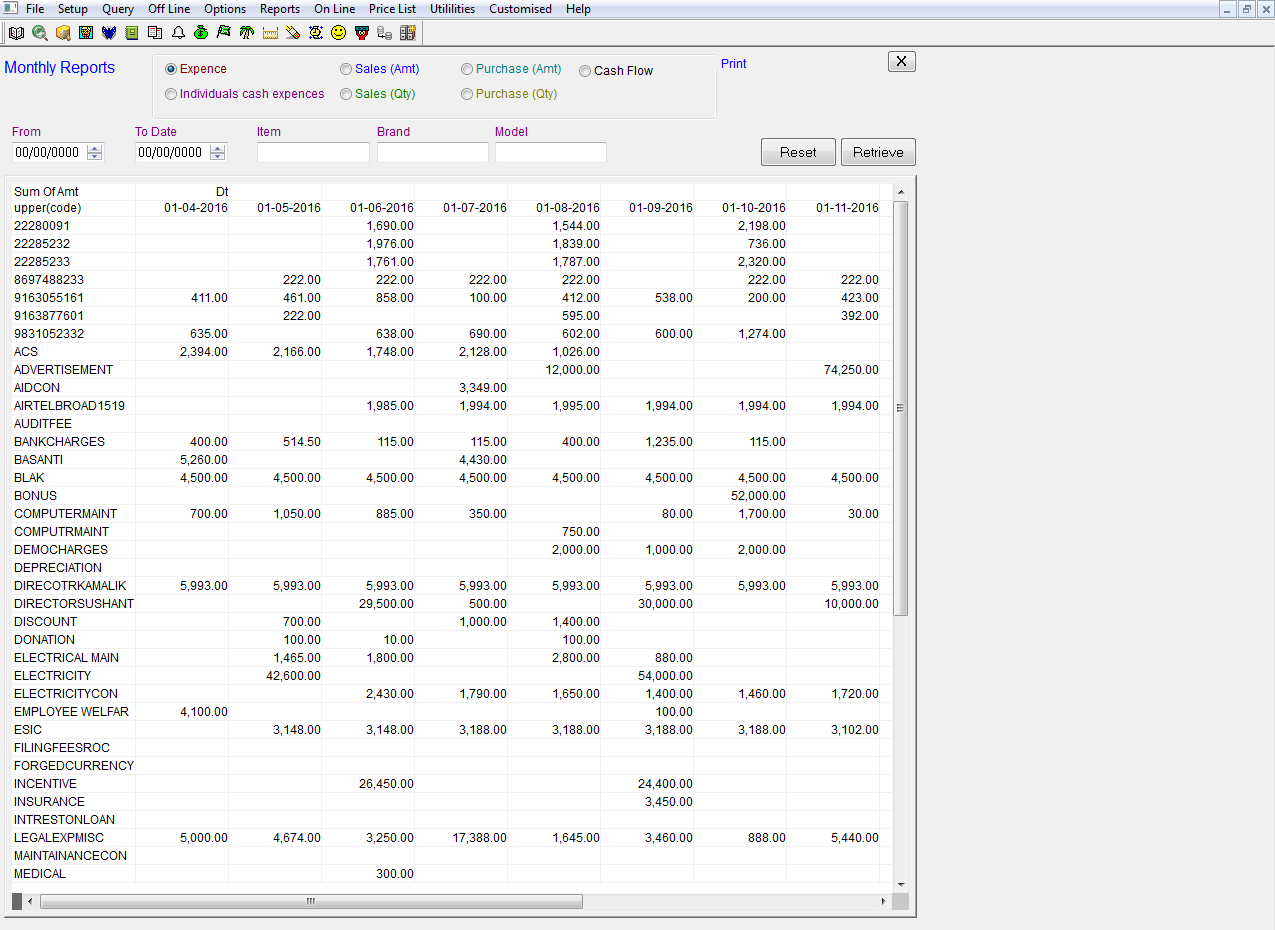 File Setup Query Off Line Options Reports On Line Price List Utililities Customised Help
Monthly Reports
Expence Sales (Amt) Purchase (Amt) Cash Flow Print X
Individuals cash expences Sales (Qty) Purchase (Qty)
From To Date Item Brand Model
00/00/0000 00/00/0000 Reset Retrieve
Sum Of Amt Dt
upper(code) 01-04-2016 01-05-2016 01-06-2016 01-07-2016 01-08-2016 01-09-2016 01-10-2016 01-11-2016
22280091 1,690.00 1,544.00 2,198.00
22285232 1,976.00 1,839.00 736.00
22285233 1,761.00 1,787.00 2,320.00
8697488233 222.00 222.00 222.00 222.00 222.00 222.00
9163055161 411.00 461.00 858.00 100.00 412.00 538.00 200.00 423.00
9163877601 222.00 595.00 392.00
9831052332 635.00 638.00 690.00 602.00 600.00 1,274.00
ACS 2,394.00 2,166.00 1,748.00 2,128.00 1,026.00
ADVERTISEMENT 12,000.00 74,250.00
AIDCON 3,349.00
AIRTELBROAD1519 1,985.00 1,994.00 1,995.00 1,994.00 1,994.00 1,994.00
AUDITFEE
BANKCHARGES 400.00 514.50 115.00 115.00 400.00 1,235.00 115.00
BASANTI 5,260.00 4,430.00
BLAK 4,500.00 4,500.00 4,500.00 4,500.00 4,500.00 4,500.00 4,500.00 4,500.00
BONUS 52,000.00
COMPUTERMAINT 700.00 1,050.00 885.00 350.00 80.00 1,700.00 30.00
COMPUTRMAINT 750.00
DEMOCHARGES 2,000.00 1,000.00 2,000.00
DEPRECIATION
DIRECOTRKAMALIK 5,993.00 5,993.00 5,993.00 5,993.00 5,993.00 5,993.00 5,993.00 5,993.00
DIRECTORSUSHANT 29,500.00 500.00 30,000.00 10,000.00
DISCOUNT 700.00 1,000.00 1,400.00
DONATION 100.00 10.00 100.00
ELECTRICAL MAIN 1,465.00 1,800.00 2,800.00 880.00
ELECTRICITY 42,600.00 54,000.00
ELECTRICITYCON 2,430.00 1,790.00 1,650.00 1,400.00 1,460.00 1,720.00
EMPLOYEE WELFAR 4,100.00 100.00
ESIC 3,148.00 3,148.00 3,188.00 3,188.00 3,188.00 3,188.00 3,102.00
FILINGFEESROC
FORGEDCURRENCY
INCENTIVE 26,450.00 24,400.00
INSURANCE 3,450.00
INTRESTONLOAN
LEGALEXPMISC 5,000.00 4,674.00 3,250.00 17,388.00 1,645.00 3,460.00 888.00 5,440.00
MAINTAINANCECON
MEDICAL 300.00